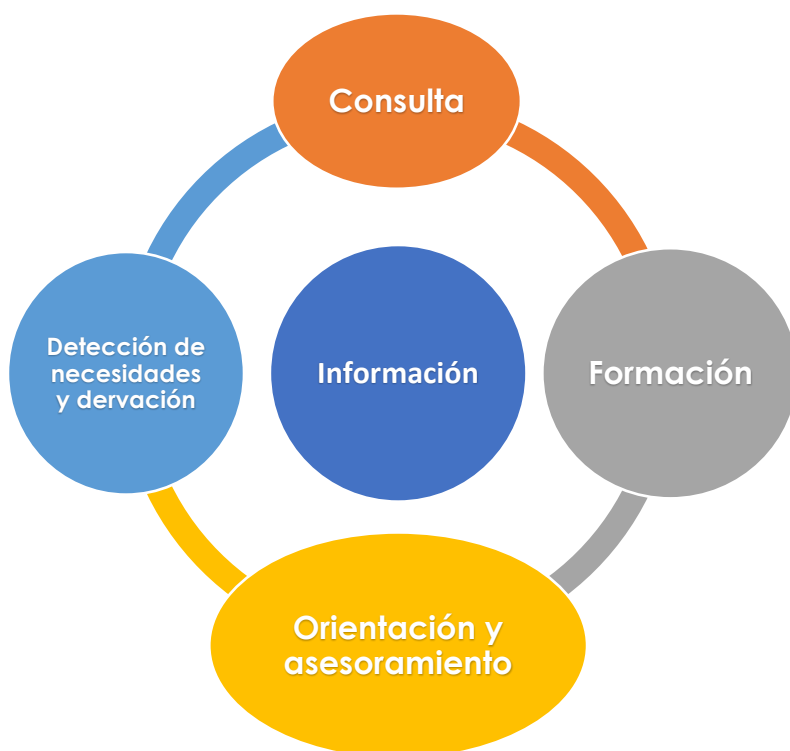 Consulta
Detección de
necesidades
y dervación
Información
Formación
Orientación y
asesoramiento